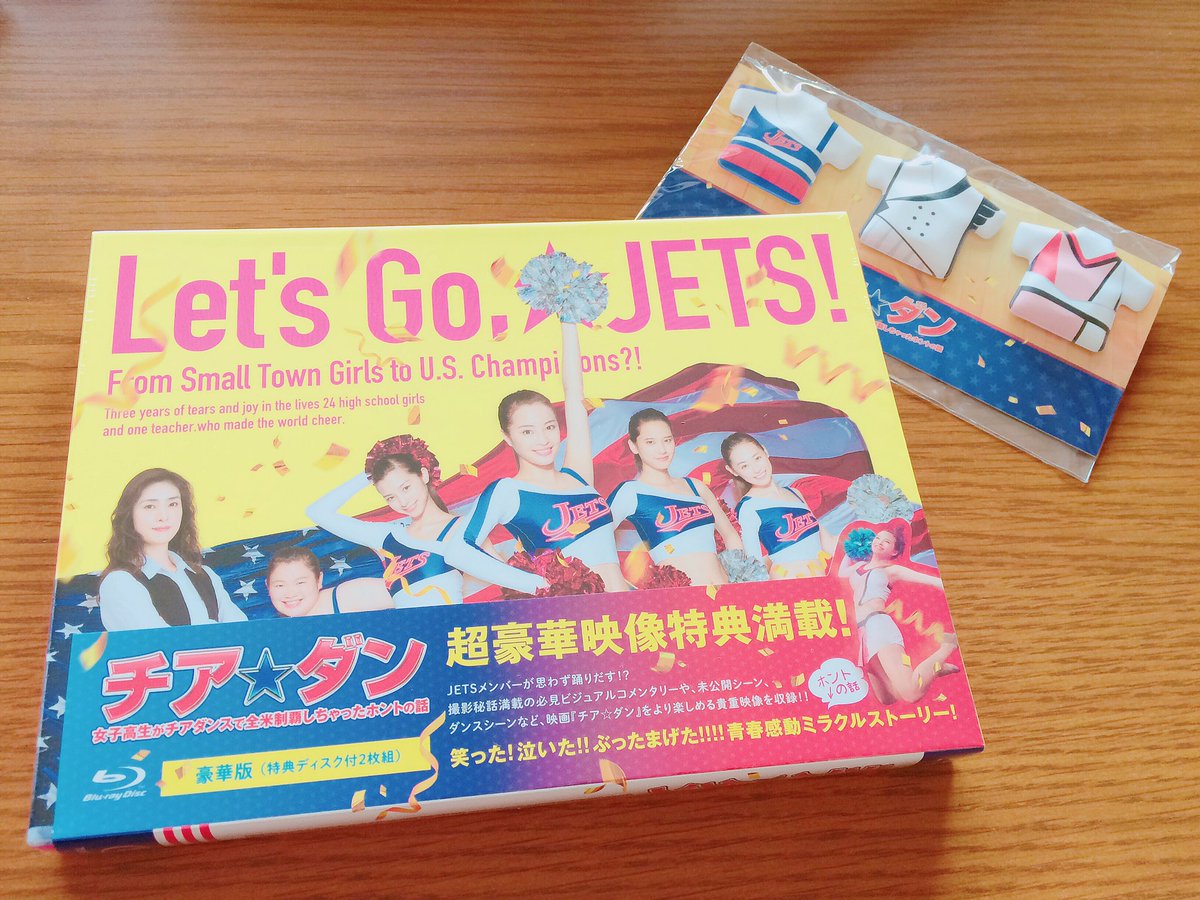 Let's Go, JETS!
From Small Town Girls to U.S. Champions?!
Three years of tears and joy in the lives 24 high school girls
and one teacher.who made the world cheer.
JETS
JETS
JETS
JETS
チア☆ダン
女子高生がチアダンスで全米制覇しちゃったホントの話
Blu-ray Disc
豪華版(特典ディスク付2枚組)
超豪華映像特典満載!
JETSメンバーが思わず踊りだす!?
撮影秘話満載の必見ビジュアルコメンタリーや、未公開シーン、
ダンスシーンなど、映画『チア☆ダン』をより楽しめる貴重映像を収録!!
ホント
の話
笑った!泣いた!!ぶったまげた!!!!青春感動ミラクルストーリー!
JETS
☆ダン